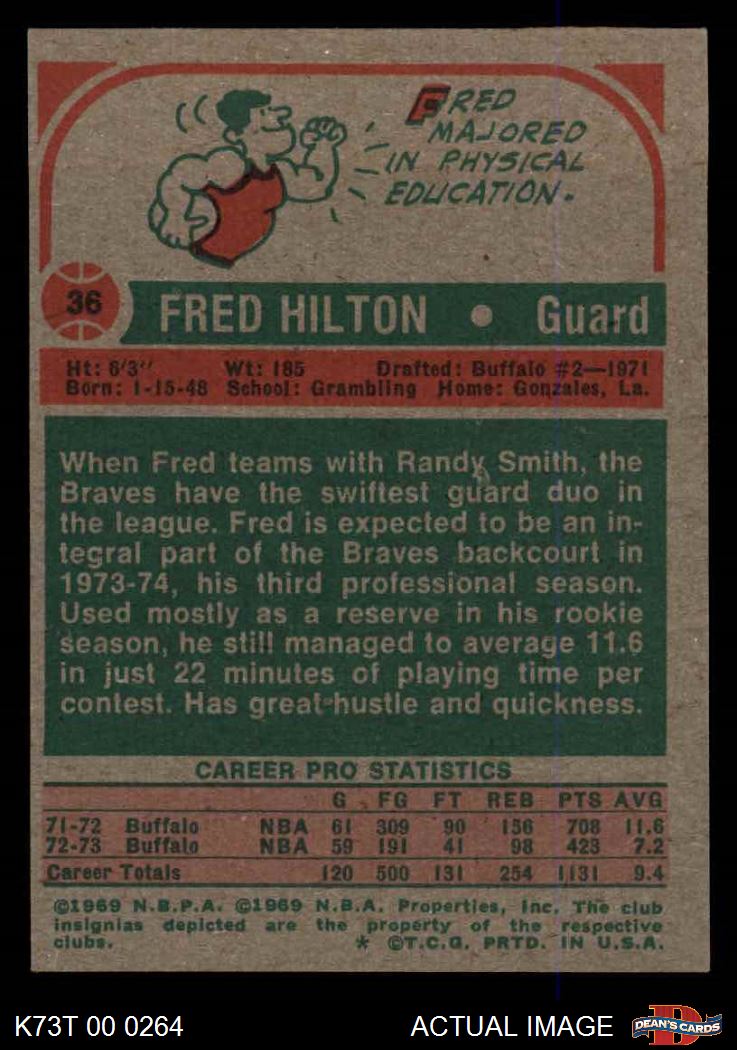 FRED
MAJORED
IN PHYSICAL
EDUCATION.
36
FRED HILTON • Guard
Ht: 6'3" Wt: 185 Drafted: Buffalo #2—1971
Born: 1-15-48 School: Grambling Home: Gonzales, La.
When Fred teams with Randy Smith, the
Braves have the swiftest guard duo in
the league. Fred is expected to be an in-
tegral part of the Braves backcourt in
1973-74, his third professional season.
Used mostly as a reserve in his rookie
season, he still managed to average 11.6
in just 22 minutes of playing time per
contest. Has great hustle and quickness.
CAREER PRO STATISTICS
G FG FT REB PTS AVG
71-72 Buffalo NBA 61 309 90 156 708 11.6
72-73 Buffalo NBA 59 191 41 98 423 7.2
Career Totals 120 500 131 254 1131 9.4
©1969 N.B.P.A. ©1969 N.B.A. Properties, Inc. The club
insignias depicted are the property of the respective
clubs. * ©T.C.G. PRTD. IN U.S.A.
K73T 00 0264 ACTUAL IMAGE DEAN'S CARDS